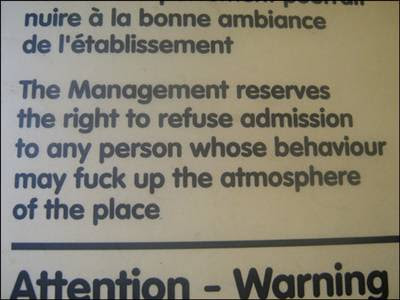 nuire à la bonne ambiance
de l'établissement
The Management reserves
the right to refuse admission
to any person whose behaviour
may fuck up the atmosphere
of the place
Attention - Warning